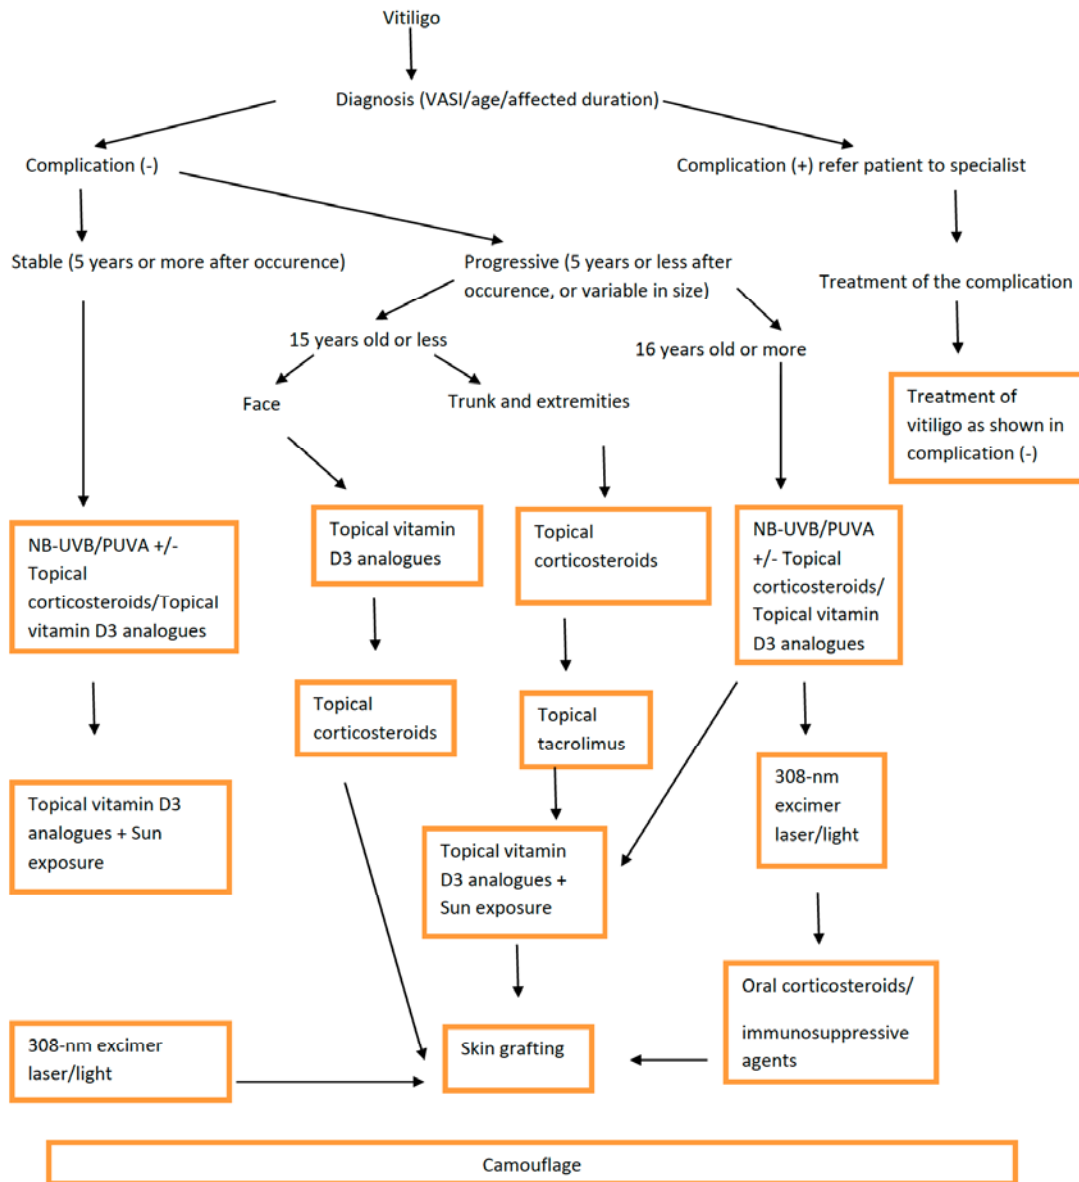 Vitiligo
Diagnosis (VASI/age/affected duration)
Complication (-)
Complication (+) refer patient to specialist
Stable (5 years or more after occurence)
Progressive (5 years or less after
occurence, or variable in size)
Treatment of the complication
15 years old or less
16 years old or more
Face
Trunk and extremities
Treatment of
vitiligo as shown in
complication (-)
NB-UVB/PUVA +/-
Topical
corticosteroids/Topical
vitamin D3 analogues
Topical vitamin
D3 analogues
Topical
corticosteroids
NB-UVB/PUVA
+/- Topical
corticosteroids/
Topical vitamin
D3 analogues
Topical
corticosteroids
Topical
tacrolimus
308-nm
excimer
laser/light
Topical vitamin D3
analogues + Sun
exposure
Topical vitamin
D3 analogues +
Sun exposure
Oral corticosteroids/
immunosuppressive
agents
308-nm excimer
laser/light
Skin grafting
Camouflage